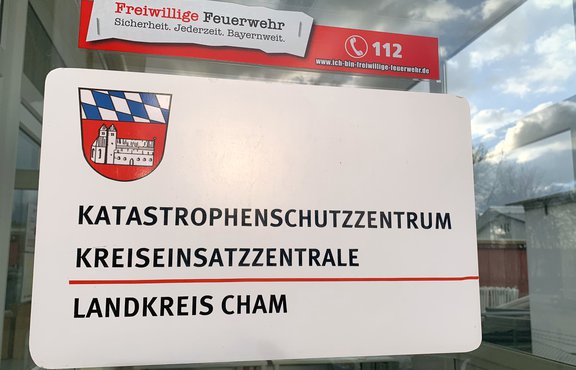 Freiwillige Feuerwehr
Sicherheit. Jederzeit. Bayernweit.
112
www.ich-bin-freiwillige-feuerwehr.de
KATASTROPHENSCHUTZZENTRUM
KREISEINSATZZENTRALE
LANDKREIS CHAM